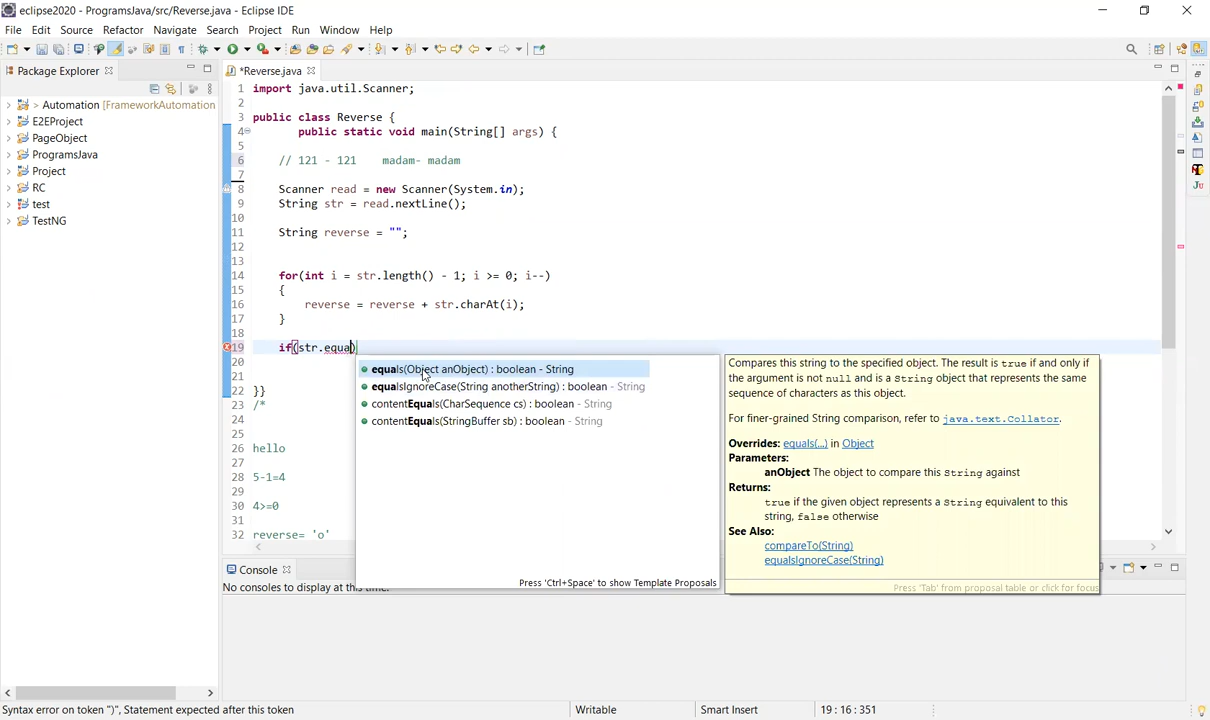 eclipse2020 - ProgramsJava/src/Reverse.java - Eclipse IDE
File Edit Source Refactor Navigate Search Project Run Window Help
Package Explorer
> Automation [FrameworkAutomation
E2EProject
PageObject
ProgramsJava
Project
RC
test
TestNG
*Reverse.java
1 import java.util.Scanner;
2
3 public class Reverse {
4 public static void main(String[] args) {
5
6 // 121 - 121 madam- madam
7
8 Scanner read = new Scanner(System.in);
9 String str = read.nextLine();
10
11 String reverse = "";
12
13
14 for(int i = str.length() - 1; i >= 0; i--)
15 {
16 reverse = reverse + str.charAt(i);
17 }
18
19 if(str.equa)
20
21
22 }}
23 /*
24
25
26 hello
27
28 5-1=4
29
30 4>=0
31
32 reverse= 'o'
equals(Object anObject) : boolean - String
equalsIgnoreCase(String anotherString) : boolean - String
contentEquals(CharSequence cs) : boolean - String
contentEquals(StringBuffer sb) : boolean - String
Press 'Ctrl+Space' to show Template Proposals
Compares this string to the specified object. The result is true if and only if
the argument is not null and is a String object that represents the same
sequence of characters as this object.
For finer-grained String comparison, refer to java.text.Collator.
Overrides: equals(...) in Object
Parameters:
anObject The object to compare this String against
Returns:
true if the given object represents a String equivalent to this
string, false otherwise
See Also:
compareTo(String)
equalsIgnoreCase(String)
Press 'Tab' from proposal table or click for focus
Console
No consoles to display at this time.
Syntax error on token ")", Statement expected after this token
Writable
Smart Insert
19 : 16 : 351